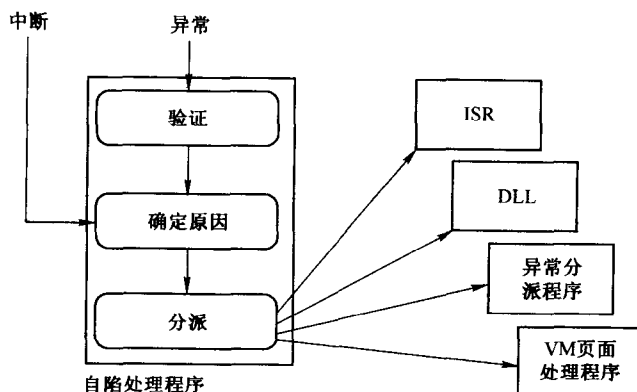 中断
异常
验证
确定原因
分派
自陷处理程序
ISR
DLL
异常分
派程序
VM页面
处理程序